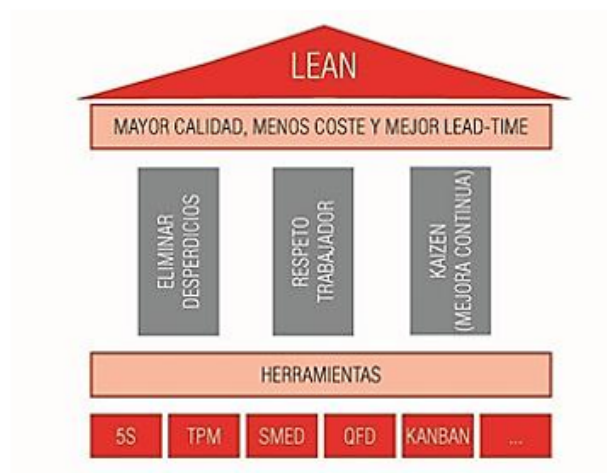 LEAN
MAYOR CALIDAD, MENOS COSTE Y MEJOR LEAD-TIME
ELIMINAR
DESPERDICIOS
RESPETO
TRABAJADOR
KAIZEN
(MEJORA CONTINUA)
HERRAMIENTAS
5S TPM SMED QFD KANBAN ...